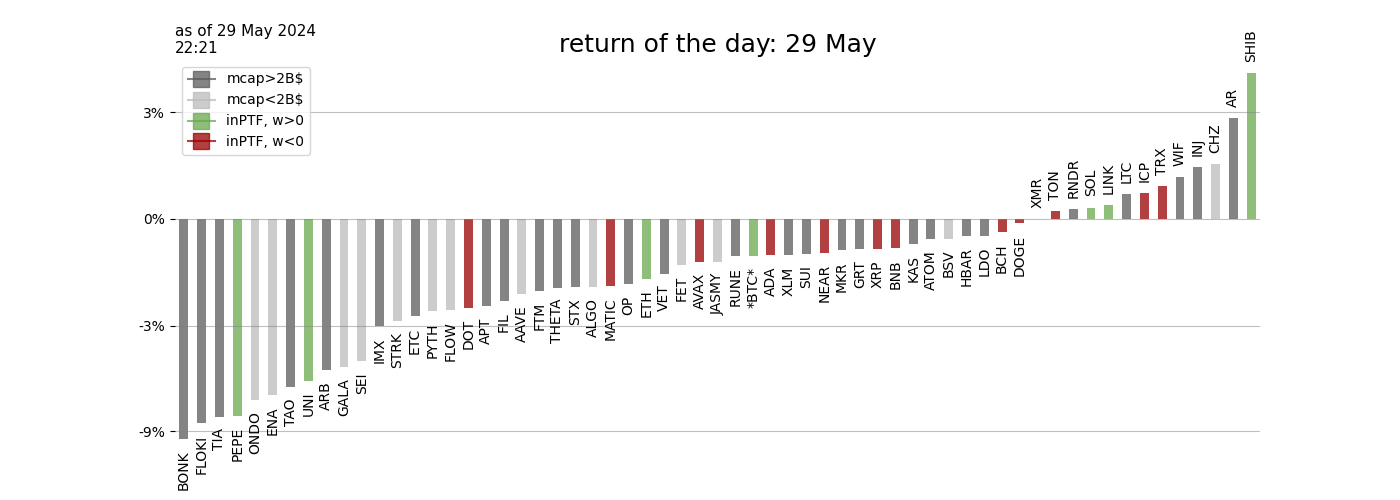 as of 29 May 2024
22:21
return of the day: 29 May
mcap>2B$
mcap<2B$
inPTF, w>0
inPTF, w<0
3%
0%
-3%
-9%
BONK
FLOKI
TIA
PEPE
ONDO
ENA
TAO
UNI
ARB
GALA
SEI
IMX
STRK
ETC
PYTH
FLOW
DOT
APT
FIL
AAVE
FTM
THETA
STX
ALGO
MATIC
OP
ETH
VET
FET
AVAX
JASMY
RUNE
*BTC*
ADA
XLM
SUI
NEAR
MKR
GRT
XRP
BNB
KAS
ATOM
BSV
HBAR
LDO
BCH
DOGE
XMR
TON
RNDR
SOL
LINK
LTC
ICP
TRX
WIF
INJ
CHZ
AR
SHIB